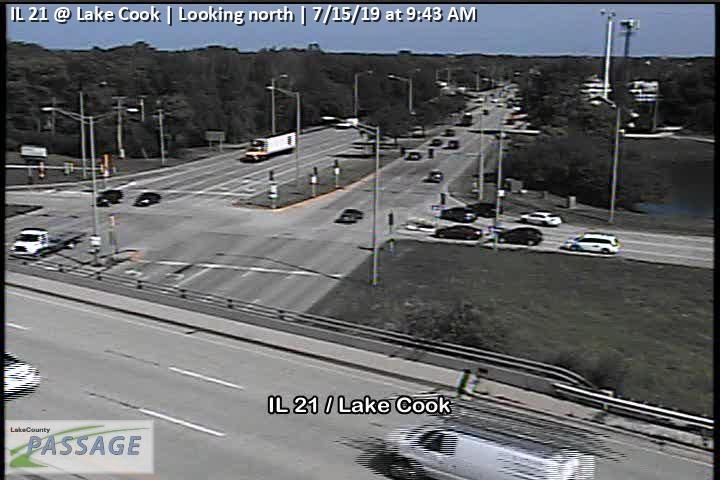 IL 21 @ Lake Cook | Looking north | 7/15/19 at 9:43 AM
IL 21 / Lake Cook
LakeCounty
PASSAGE